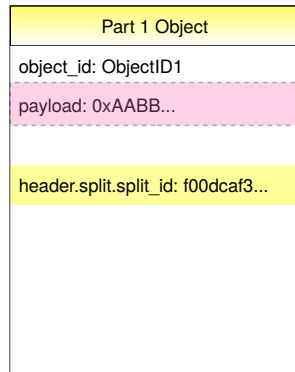 Part 1 Object
object_id: ObjectID1
payload: 0xAABB...
header.split.split_id: f00dcaf3...